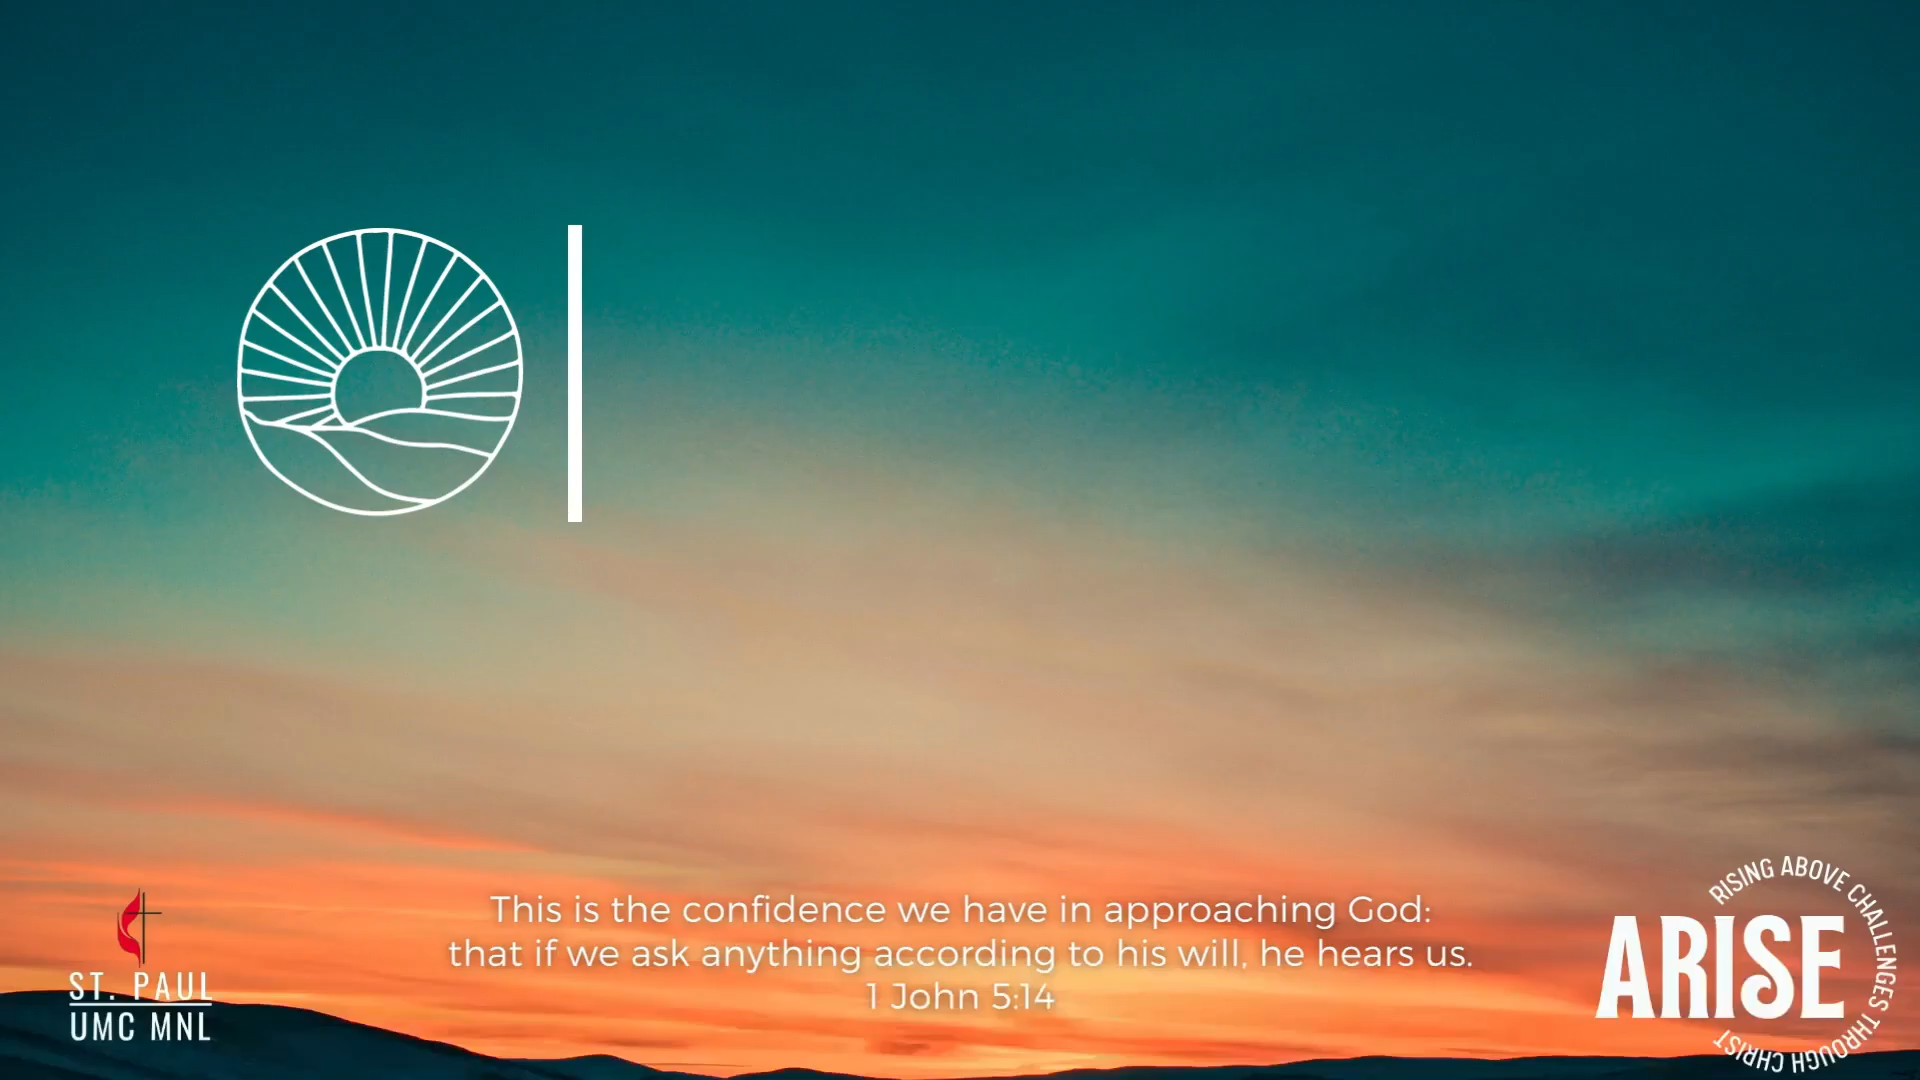 This is the confidence we have in approaching God:
that if we ask anything according to his will, he hears us.
1 John 5:14
ST. PAUL
UMC MNL
ARISE
RISING ABOVE CHALLENGES THROUGH CHRIST